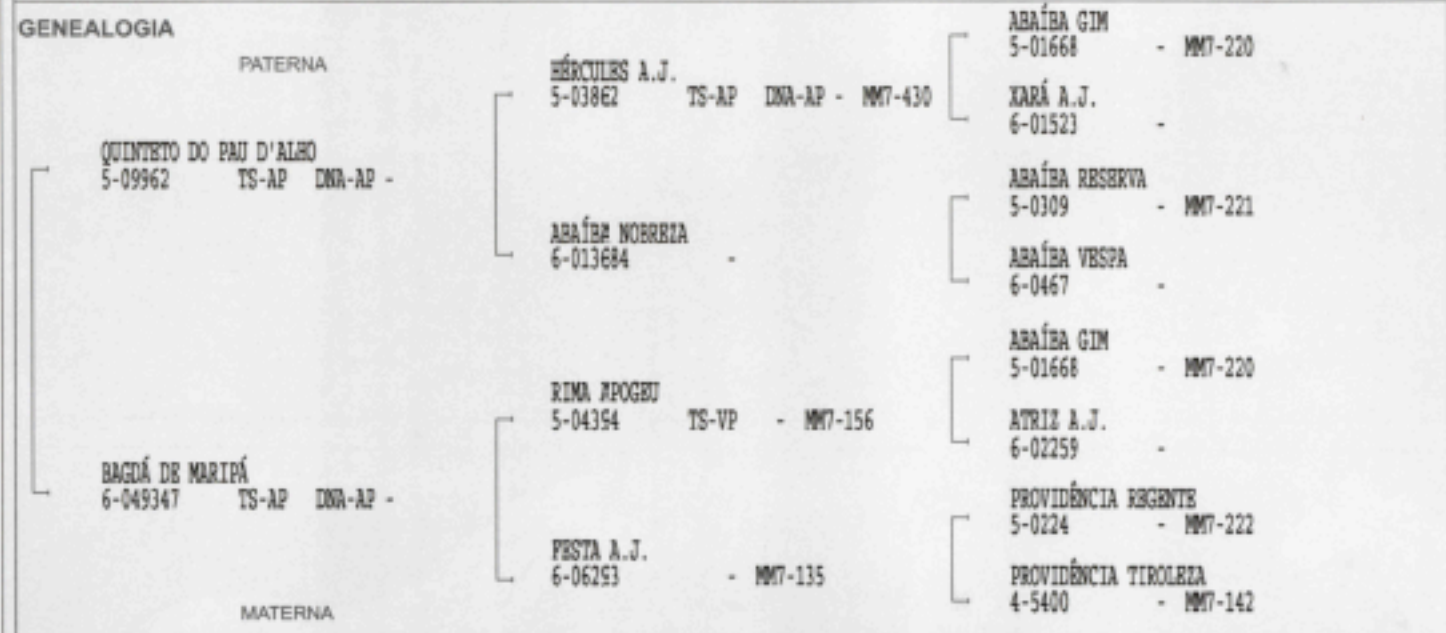 GENEALOGIA
PATERNA
QUINTETO DO PAU D'ALHO
5-09962 TS-AP DNA-AP -
BAGDÁ DE MARIPÁ
6-049347 TS-AP DNA-AP -
MATERNA
HÉRCULES A.J.
5-03862 TS-AP DNA-AP - MM7-430
ABAÍBA NOBREZA
6-013684 -
RIMA APOGEU
5-04394 TS-VP - MM7-156
FESTA A.J.
6-06293 - MM7-135
ABAÍBA GIM
5-01668 - MM7-220
XARÁ A.J.
6-01523 -
ABAÍBA RESERVA
5-0309 - MM7-221
ABAÍBA VESPA
6-0467 -
ABAÍBA GIM
5-01668 - MM7-220
ATRIZ A.J.
6-02259 -
PROVIDÊNCIA REGENTE
5-0224 - MM7-222
PROVIDÊNCIA TIROLEZA
4-5400 - MM7-142